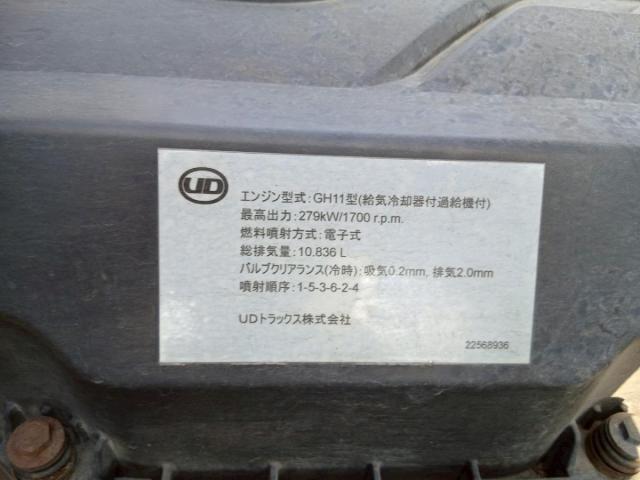 UD
エンジン型式:GH11型(給気冷却器付過給機付)
最高出力:279kW/1700 r.p.m.
燃料噴射方式:電子式
総排気量:10.836 L
バルブクリアランス(冷時):吸気0.2mm, 排気2.0mm
噴射順序:1-5-3-6-2-4
UDトラックス株式会社
22568936